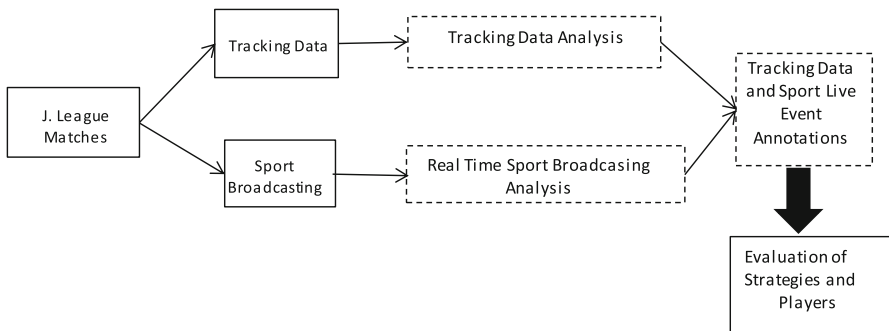 J. League
Matches
Tracking Data
Sport
Broadcasting
Tracking Data Analysis
Real Time Sport Broadcasing
Analysis
Tracking Data
and Sport Live
Event
Annotations
Evaluation of
Strategies and
Players